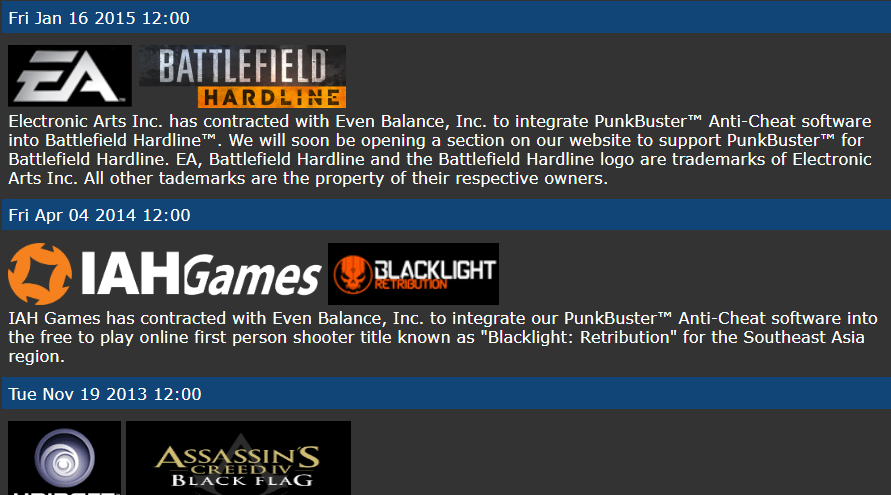 Fri Jan 16 2015 12:00
EA BATTLEFIELD
HARDLINE
Electronic Arts Inc. has contracted with Even Balance, Inc. to integrate PunkBuster™ Anti-Cheat software
into Battlefield Hardline™. We will soon be opening a section on our website to support PunkBuster™ for
Battlefield Hardline. EA, Battlefield Hardline and the Battlefield Hardline logo are trademarks of Electronic
Arts Inc. All other tademarks are the property of their respective owners.
Fri Apr 04 2014 12:00
IAHGames BLACKLIGHT
RETRIBUTION
IAH Games has contracted with Even Balance, Inc. to integrate our PunkBuster™ Anti-Cheat software into
the free to play online first person shooter title known as "Blacklight: Retribution" for the Southeast Asia
region.
Tue Nov 19 2013 12:00
ASSASSIN'S
CREED IV
BLACK FLAG